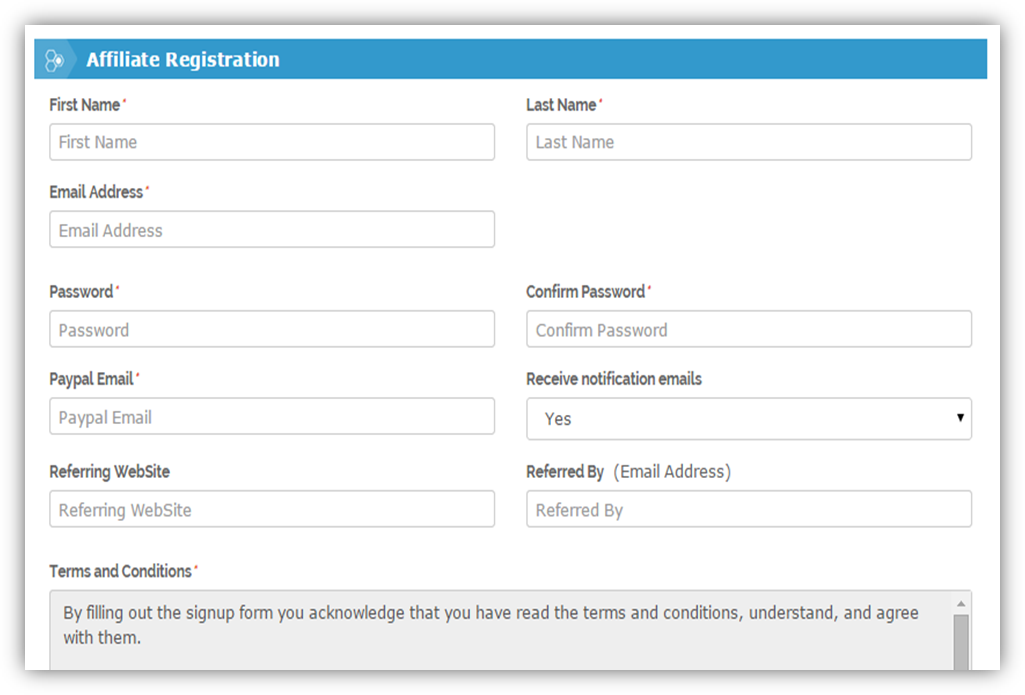 Affiliate Registration
First Name* Last Name*
First Name Last Name
Email Address*
Email Address
Password* Confirm Password*
Password Confirm Password
Paypal Email* Receive notification emails
Paypal Email Yes
Referring WebSite Referred By (Email Address)
Referring WebSite Referred By
Terms and Conditions*
By filling out the signup form you acknowledge that you have read the terms and conditions, understand, and agree
with them.